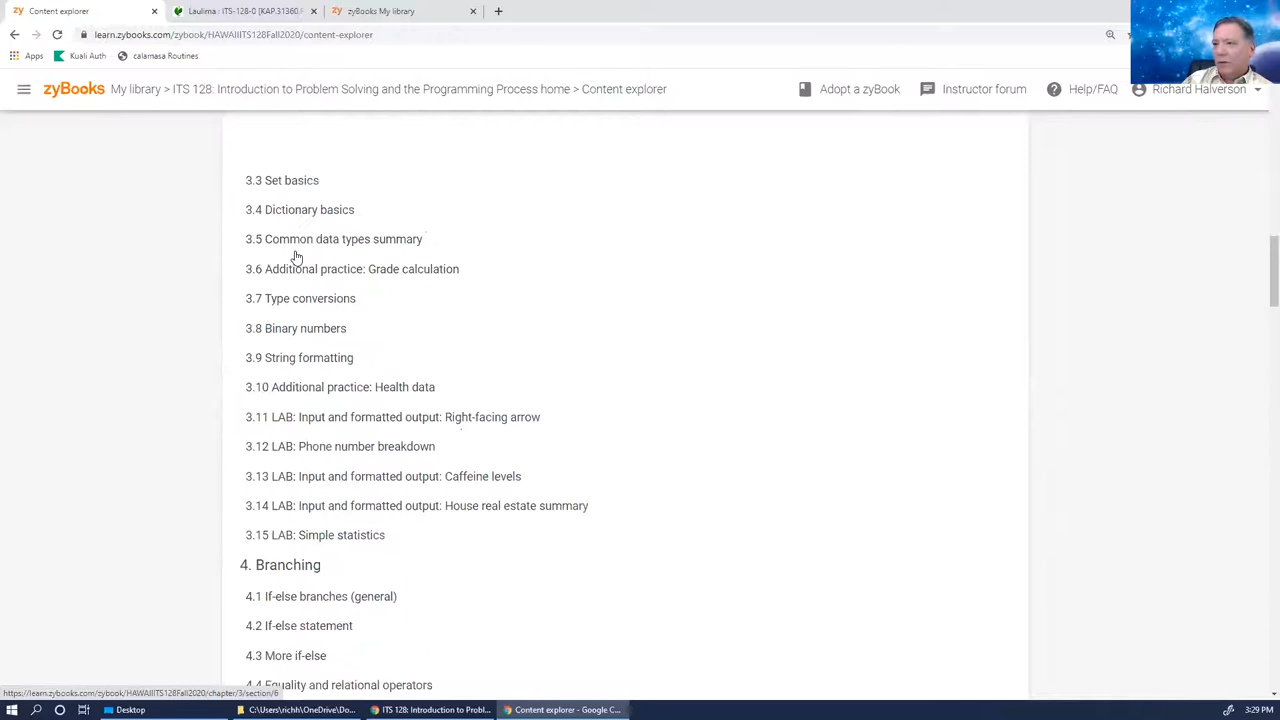 Content explorer
Laulima : ITS-128-0 [KAP.31360.F
zyBooks My library
learn.zybooks.com/zybook/HAWAIIITS128Fall2020/content-explorer
Apps Kuali Auth calamasa Routines
zyBooks My library > ITS 128: Introduction to Problem Solving and the Programming Process home > Content explorer Adopt a zyBook Instructor forum Help/FAQ Richard Halverson
3.3 Set basics
3.4 Dictionary basics
3.5 Common data types summary
3.6 Additional practice: Grade calculation
3.7 Type conversions
3.8 Binary numbers
3.9 String formatting
3.10 Additional practice: Health data
3.11 LAB: Input and formatted output: Right-facing arrow
3.12 LAB: Phone number breakdown
3.13 LAB: Input and formatted output: Caffeine levels
3.14 LAB: Input and formatted output: House real estate summary
3.15 LAB: Simple statistics
4. Branching
4.1 If-else branches (general)
4.2 If-else statement
4.3 More if-else
4.4 Equality and relational operators
https://learn.zybooks.com/zybook/HAWAIIITS128Fall2020/chapter/3/section/6
Desktop C:\Users\richh\OneDrive\Do... ITS 128: Introduction to Probl... Content explorer - Google C... 3:29 PM